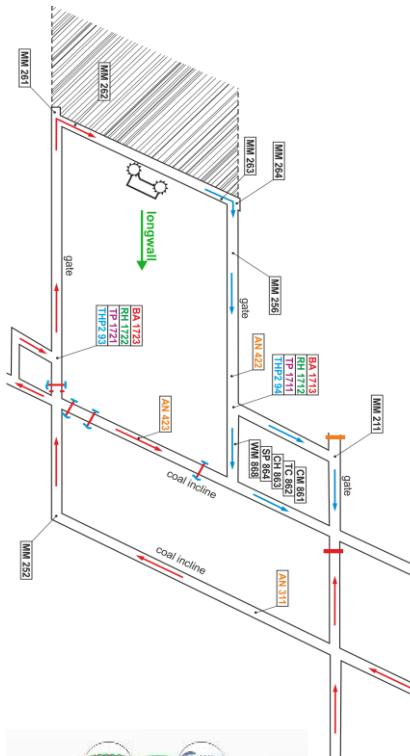 MM 261
MM 262
MM 263
MM 264
MM 256
longwall
gate
gate
BA 1723
RH 1722
TP 1721
THP2 93
AN 422
BA 1713
RH 1712
TP 1711
THP2 94
MM 211
AN 423
CM 861
TC 862
CH 863
SP 864
WM 868
gate
coal incline
MM 252
coal incline
AN 311